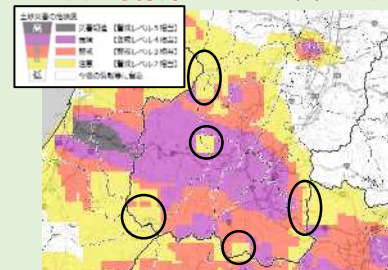 土砂災害の危険度
高
災害切迫 【警戒レベル5相当】
危険 【警戒レベル4相当】
警戒 【警戒レベル3相当】
注意 【警戒レベル2相当】
低
今後の情報等に留意